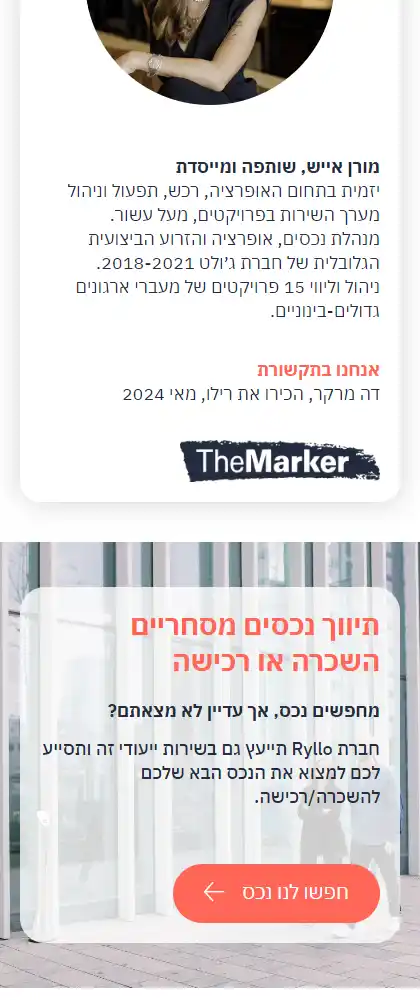 מורן אייש, שותפה ומייסדת
יזמית בתחום האופרציה, רכש, תפעול וניהול
מערך השירות בפרויקטים, מעל עשור.
מנהלת נכסים, אופרציה והזרוע הביצועית
הגלובלית של חברת ג'ולט 2018-2021.
ניהול וליווי 15 פרויקטים של מעברי ארגונים
גדולים-בינוניים.
אנחנו בתקשורת
דה מרקר, הכירו את רילו, מאי 2024
TheMarker
תיווך נכסים מסחריים
השכרה או רכישה
מחפשים נכס, אך עדיין לא מצאתם?
חברת Ryllo תייעץ גם בשירות ייעודי זה ותסייע
לכם למצוא את הנכס הבא שלכם
להשכרה/רכישה.
חפשו לנו נכס